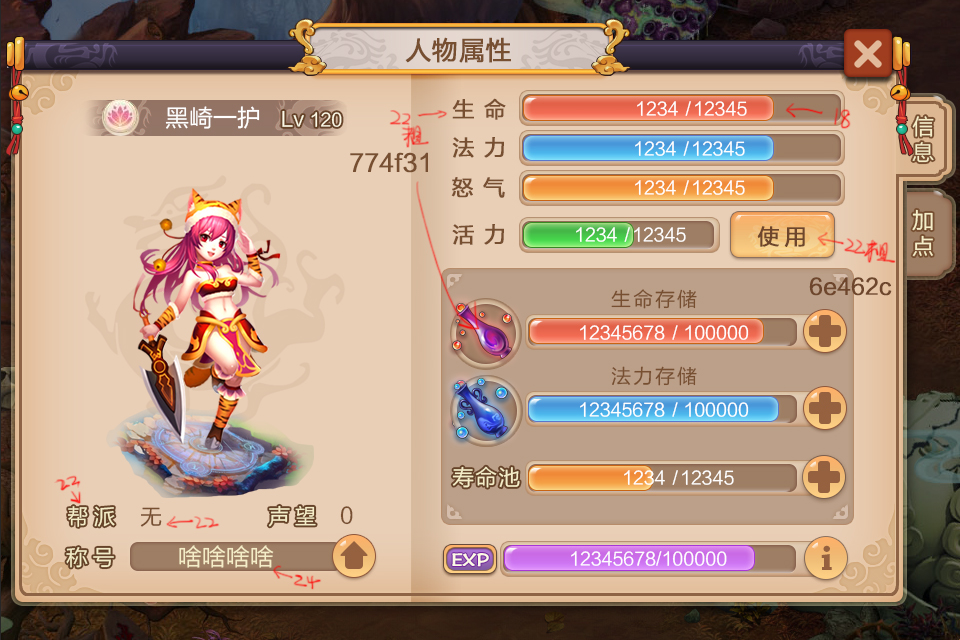 人物属性
黑崎一护 Lv 120
774f31
生命 1234 /12345
22粗
18
法力 1234 /12345
怒气 1234 /12345
活力 1234 /12345 使用
22粗
信息
加点
6e462c
生命存储
12345678 / 100000
法力存储
12345678 / 100000
寿命池 1234 /12345
EXP 12345678/100000
22
帮派 无 声望 0
22
称号 啥啥啥啥
24